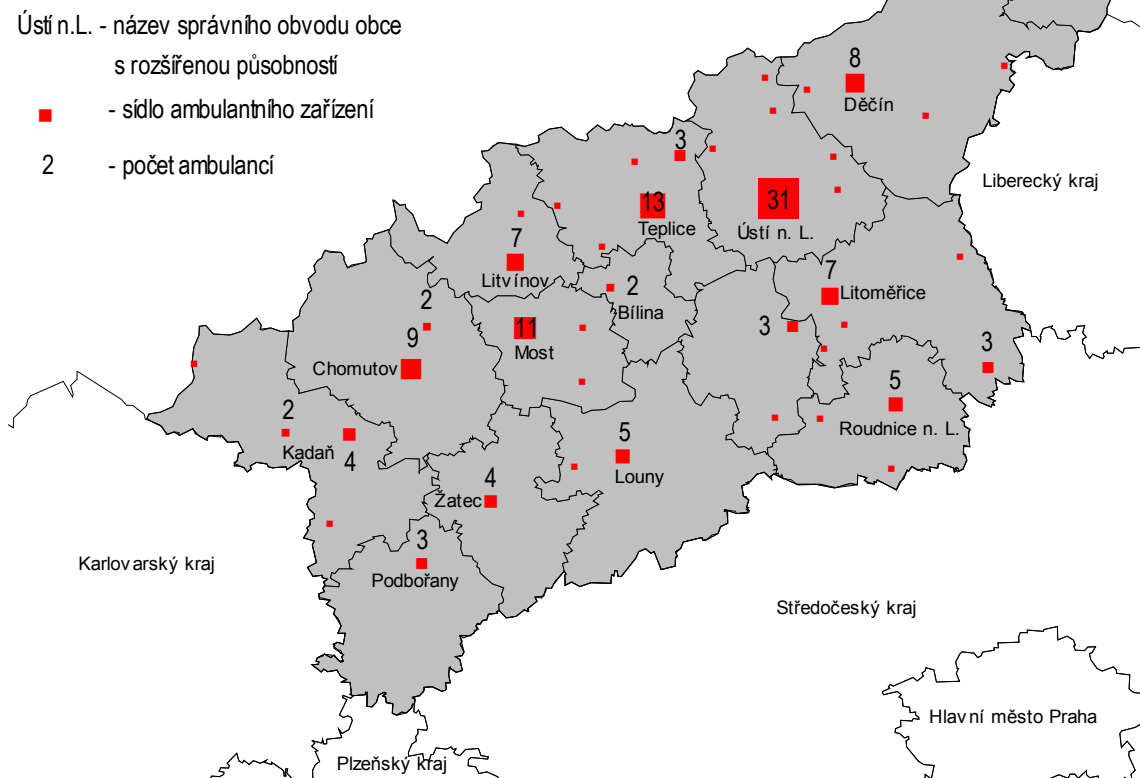 Ústí n.L. - název správního obvodu obce
s rozšířenou působností
- sídlo ambulantního zařízení
2 - počet ambulancí
8
Děčín
3
Liberecký kraj
13
Teplice
31
Ústí n. L.
7
Litvínov
2
Bílina
7
Litoměřice
2
9
Chomutov
11
Most
3
3
5
Roudnice n. L.
2
Kadaň
4
5
Louny
4
Žatec
3
Podbořany
Karlovarský kraj
Středočeský kraj
Hlavní město Praha
Plzeňský kraj